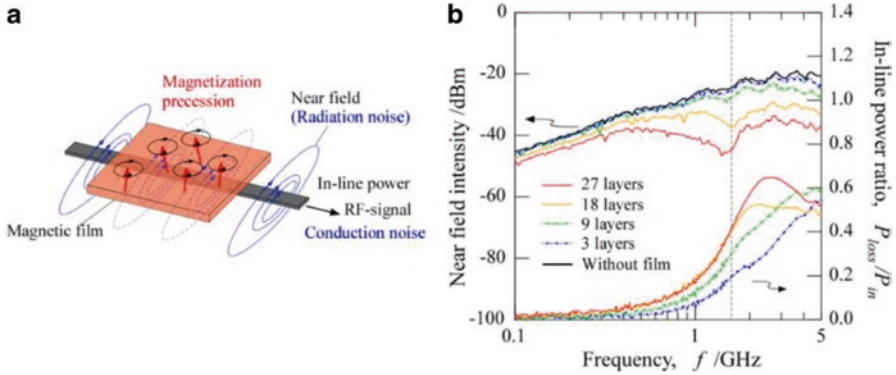 a
Magnetization
precession
Near field
(Radiation noise)
In-line power
RF-signal
Conduction noise
Magnetic film
b
Near field intensity /dBm
0
-20
-40
-60
-80
-100
27 layers
18 layers
9 layers
3 layers
Without film
0.1
1
5
Frequency, f /GHz
1.4
1.2
1.0
0.8
0.6
0.4
0.2
0.0
In-line power ratio, P loss /P in